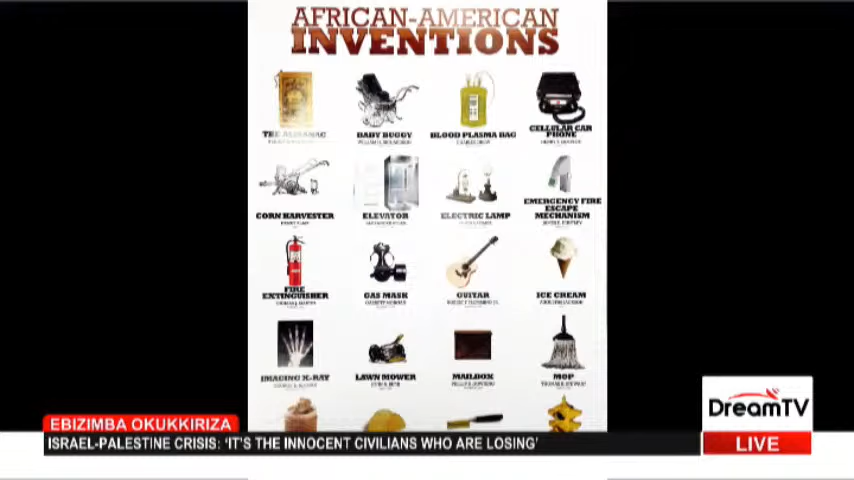 AFRICAN-AMERICAN
INVENTIONS
THE ALMANAC
BABY BUGGY
BLOOD PLASMA BAG
CHARLES DREW
CELLULAR CAR
PHONE
CORN HARVESTER
ELEVATOR
ELECTRIC LAMP
EMERGENCY FIRE
ESCAPE
MECHANISM
FIRE
EXTINGUISHER
GAS MASK
GUITAR
ICE CREAM
IMAGING X-RAY
LAWN MOWER
MAILBOX
MOP
EBIZIMBA OKUKKIRIZA
ISRAEL-PALESTINE CRISIS: 'IT'S THE INNOCENT CIVILIANS WHO ARE LOSING'
DreamTV
LIVE